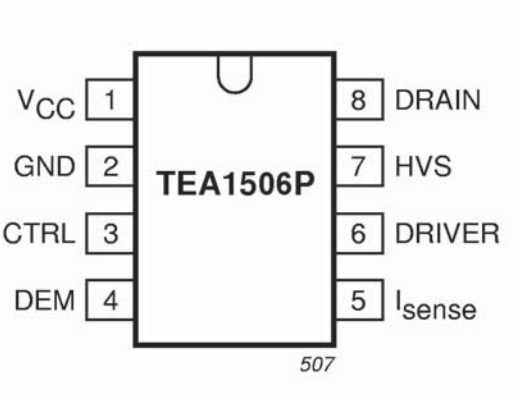 VCC 1 8 DRAIN
GND 2 7 HVS
TEA1506P
CTRL 3 6 DRIVER
DEM 4 5 Isense
507